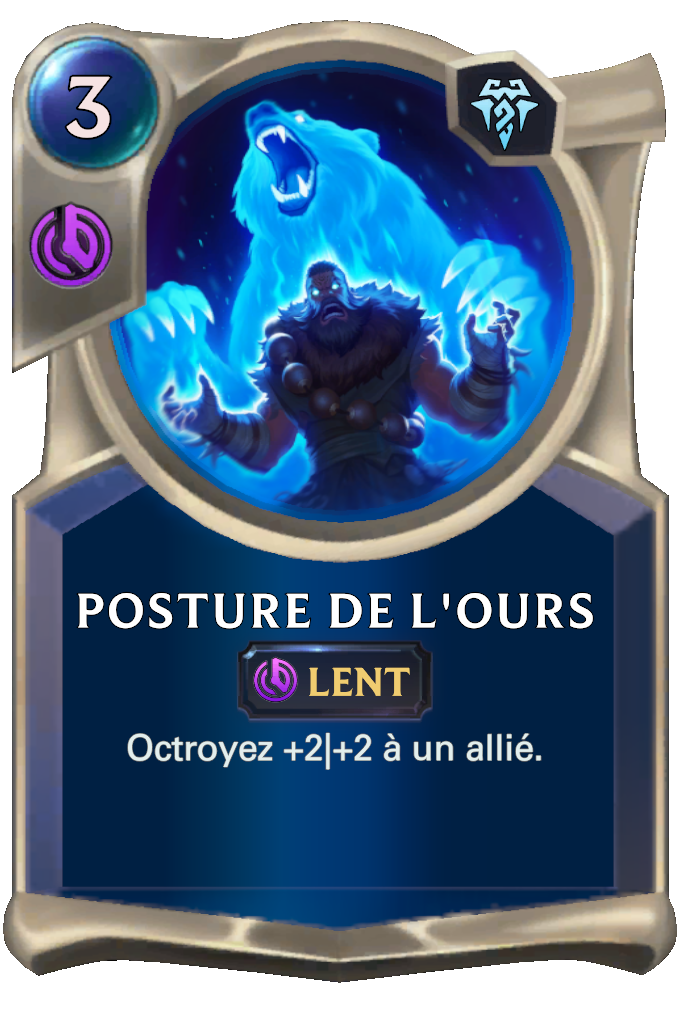 3
POSTURE DE L'OURS
LENT
Octroyez +2|+2 à un allié.